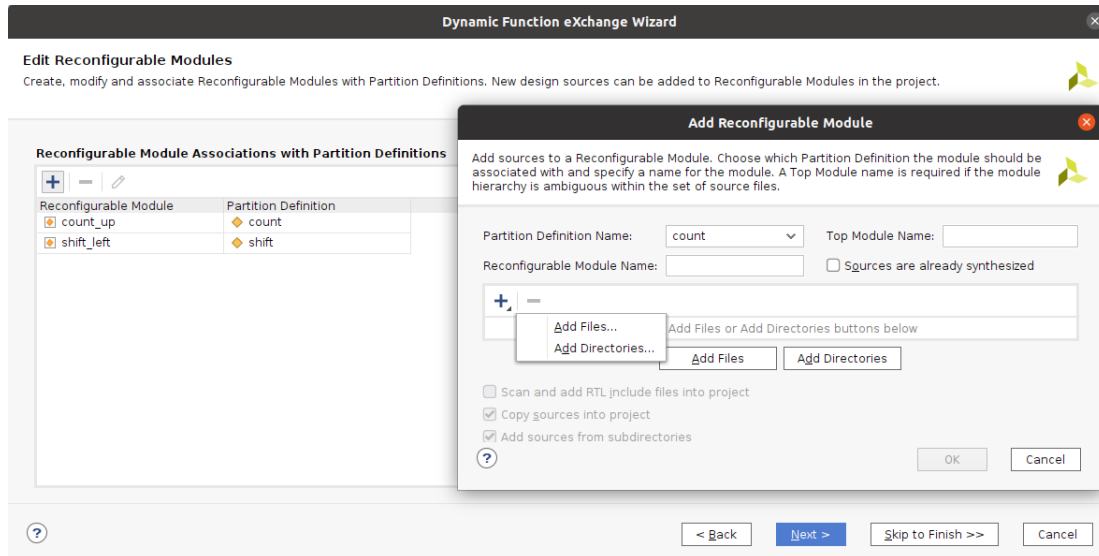 Dynamic Function eXchange Wizard
Edit Reconfigurable Modules
Create, modify and associate Reconfigurable Modules with Partition Definitions. New design sources can be added to Reconfigurable Modules in the project.
Reconfigurable Module Associations with Partition Definitions
Reconfigurable Module Partition Definition
count_up count
shift_left shift
Add Reconfigurable Module
Add sources to a Reconfigurable Module. Choose which Partition Definition the module should be
associated with and specify a name for the module. A Top Module name is required if the module
hierarchy is ambiguous within the set of source files.
Partition Definition Name: count Top Module Name:
Reconfigurable Module Name: Sources are already synthesized
Add Files...
Add Files or Add Directories buttons below
Add Directories...
Add Files Add Directories
Scan and add RTL include files into project
Copy sources into project
Add sources from subdirectories
? OK Cancel
? < Back Next > Skip to Finish >> Cancel